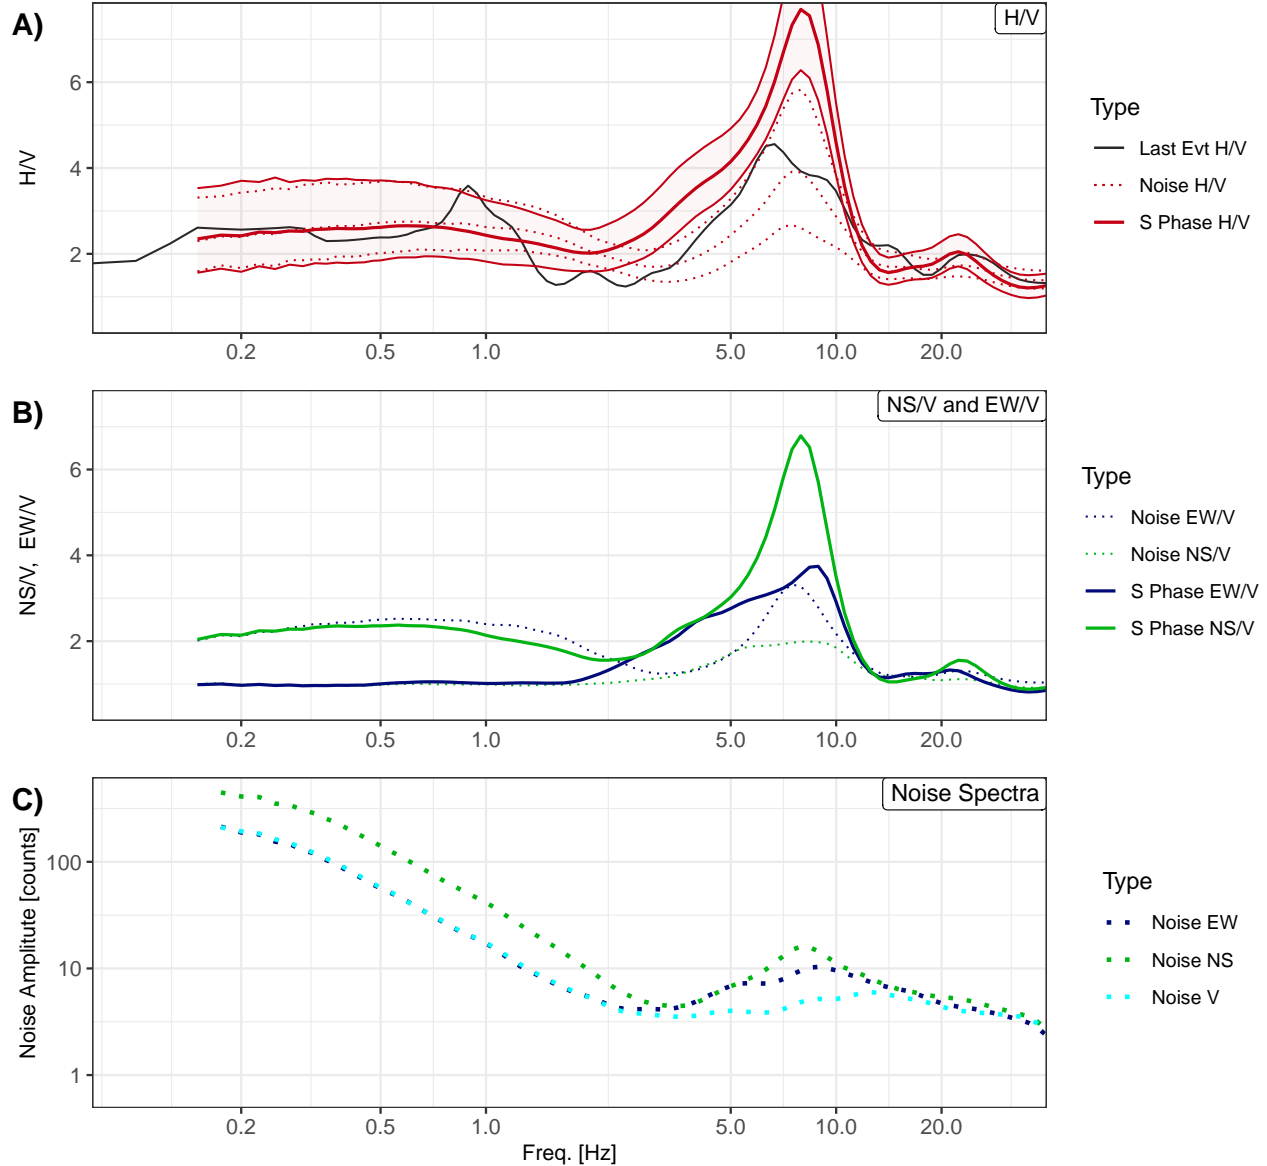 A)
H/V
H/V
6
4
2
0.2 0.5 1.0 5.0 10.0 20.0
Type
Last Evt H/V
Noise H/V
S Phase H/V
B)
NS/V and EW/V
NS/V, EW/V
6
4
2
0.2 0.5 1.0 5.0 10.0 20.0
Type
Noise EW/V
Noise NS/V
S Phase EW/V
S Phase NS/V
C)
Noise Spectra
Noise Amplitute [counts]
100
10
1
0.2 0.5 1.0 5.0 10.0 20.0
Freq. [Hz]
Type
Noise EW
Noise NS
Noise V